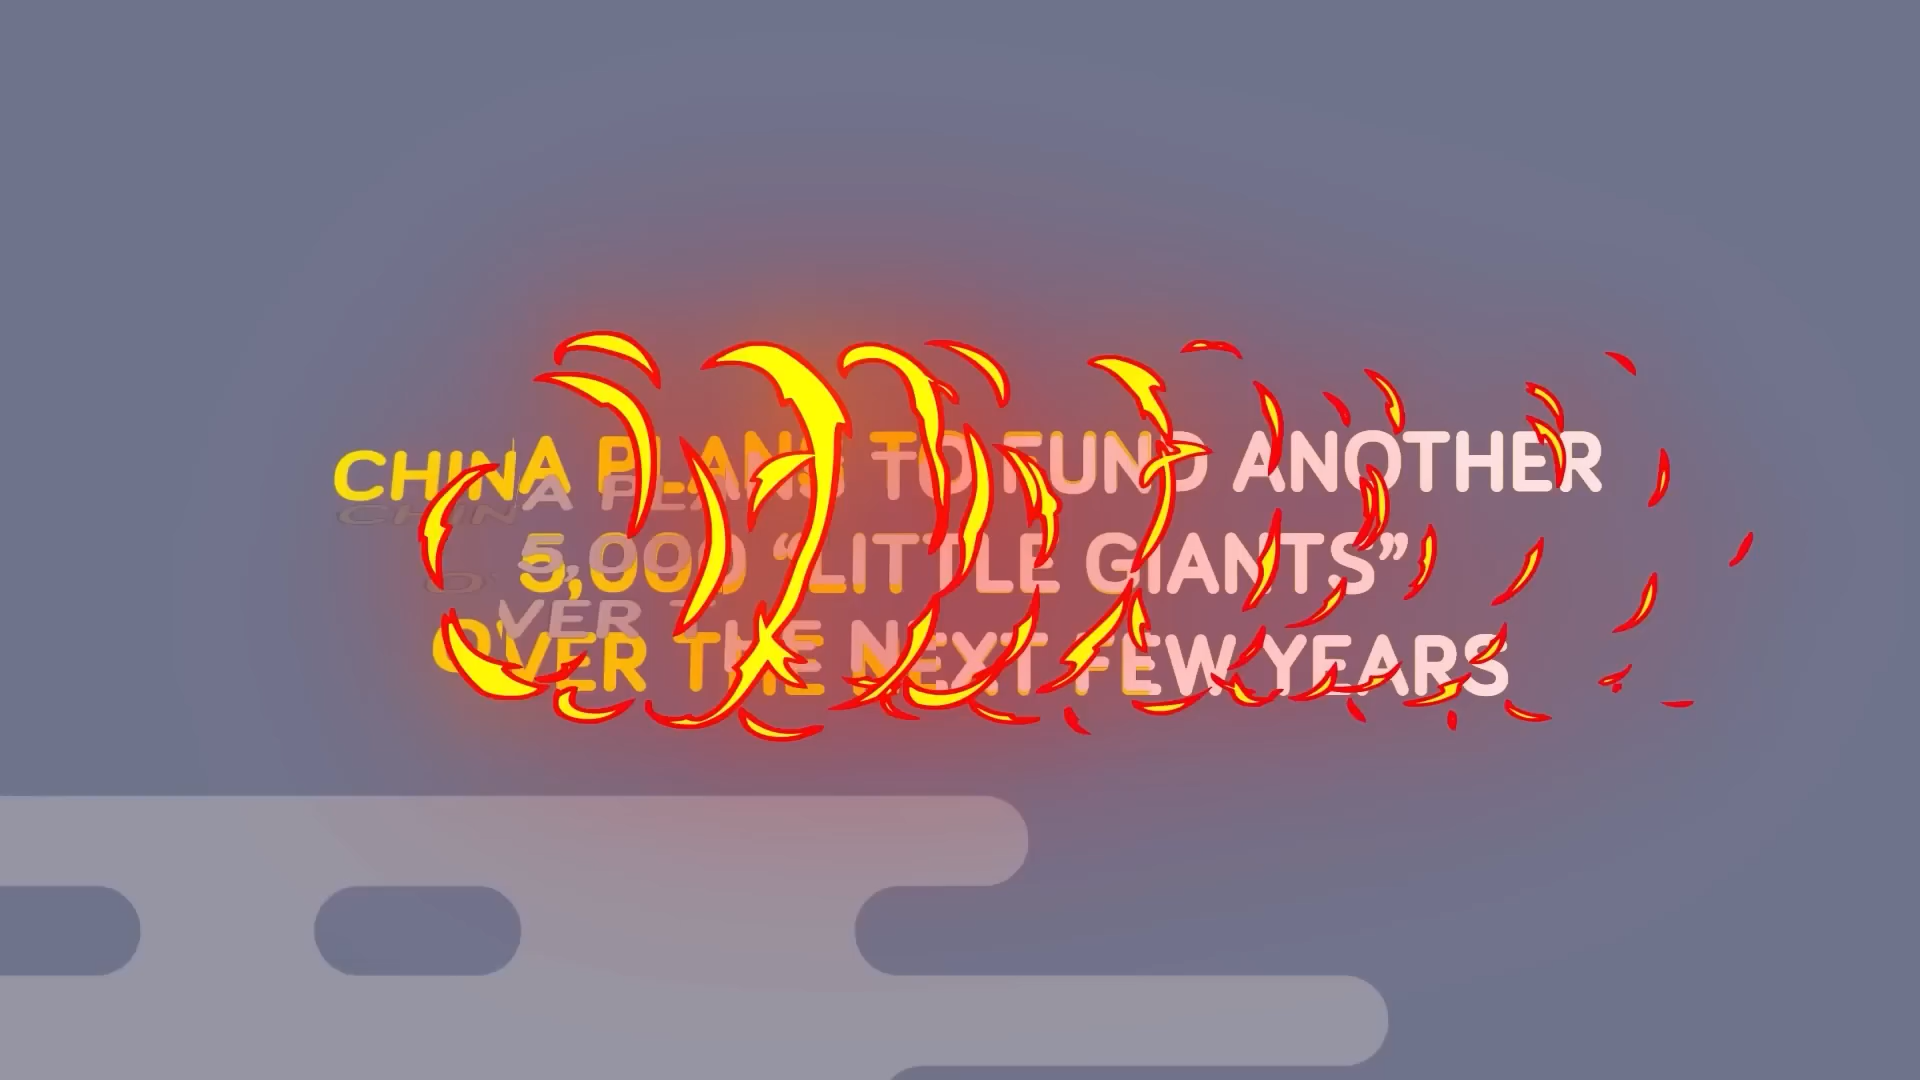 CHINA PLANS TO FUND ANOTHER
5,000 “LITTLE GIANTS”
OVER THE NEXT FEW YEARS